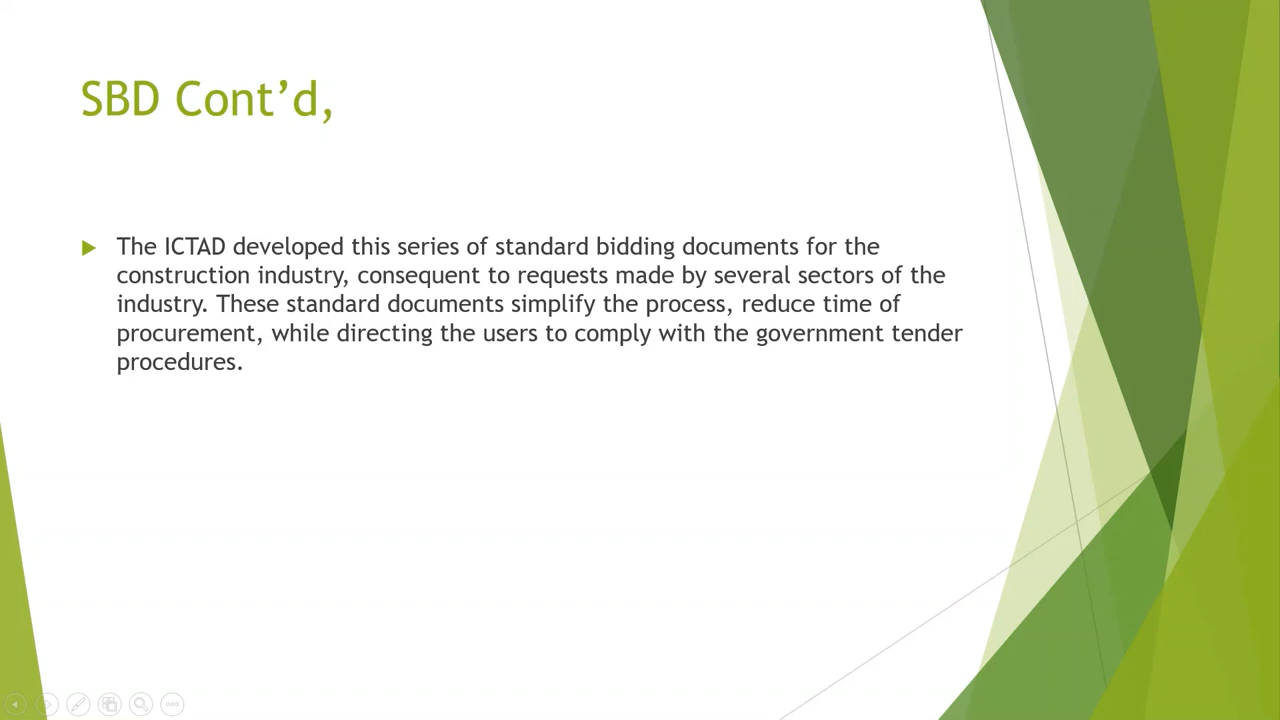 SBD Cont’d,
The ICTAD developed this series of standard bidding documents for the
construction industry, consequent to requests made by several sectors of the
industry. These standard documents simplify the process, reduce time of
procurement, while directing the users to comply with the government tender
procedures.